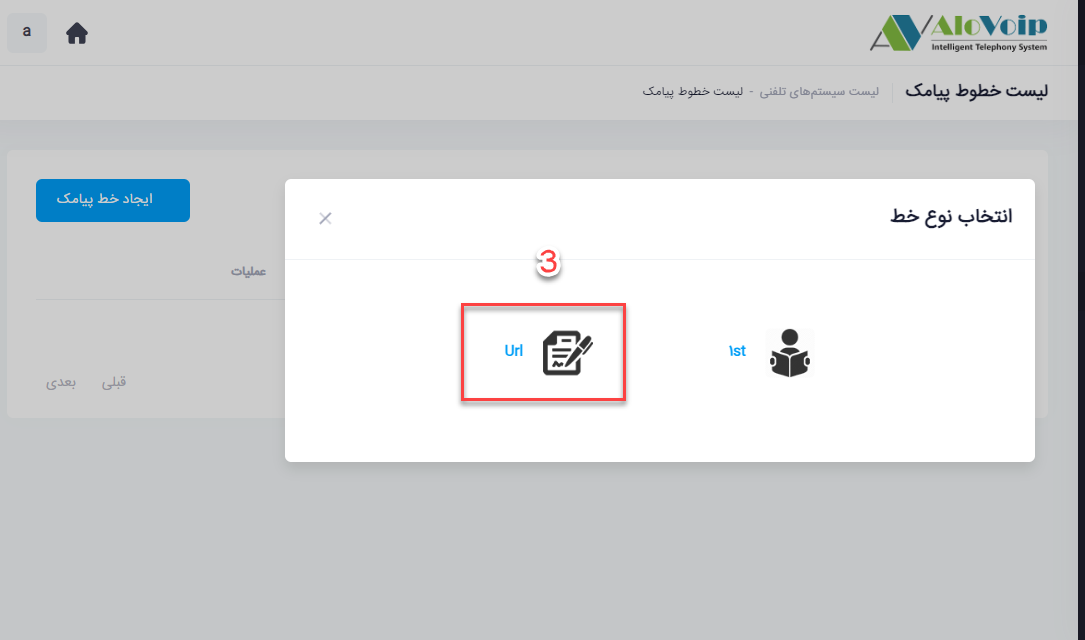 a
AloVoip
Intelligent Telephony System
لیست خطوط پیامک
لیست سیستم‌های تلفنی - لیست خطوط پیامک
ایجاد خط پیامک
انتخاب نوع خط
عملیات
3
۱st
Url
قبلی
بعدی